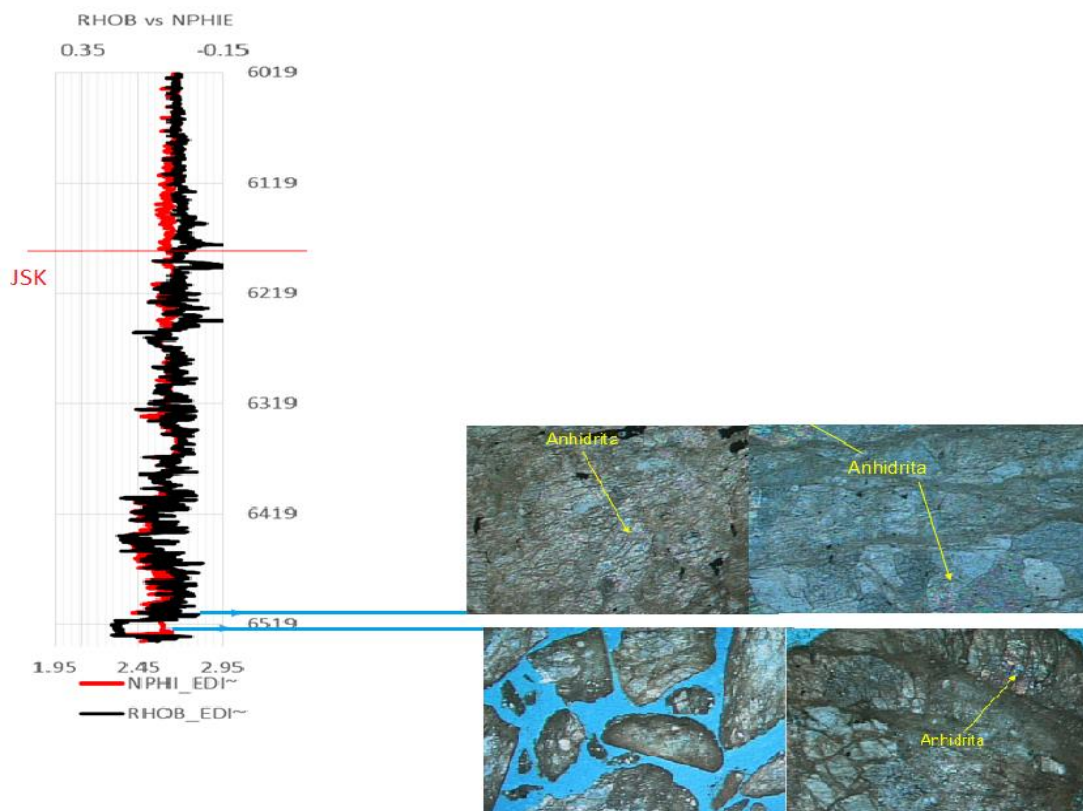 RHOB vs NPHIE
0.35 -0.15
6019
6119
JSK
6219
6319
6419
6519
1.95 2.45 2.95
NPHI_EDI~
RHOB_EDI~
Anhidrita
Anhidrita
Anhidrita